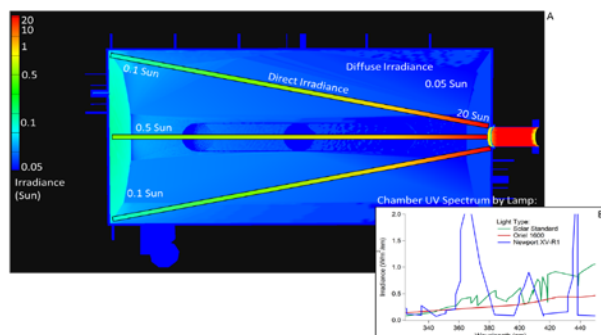 20
10
1
0.5
0.1
0.05
Irradiance
(Sun)
A
0.1 Sun
Direct Irradiance
Diffuse Irradiance
0.05 Sun
20 Sun
0.5 Sun
0.1 Sun
Chamber UV Spectrum by Lamp:
B
Light Type:
Solar Standard
Oriel 1600
Newport XV-R1
Irradiance (W/m²/nm)
2.0
1.5
1.0
0.5
0.0
340 360 380 400 420 440